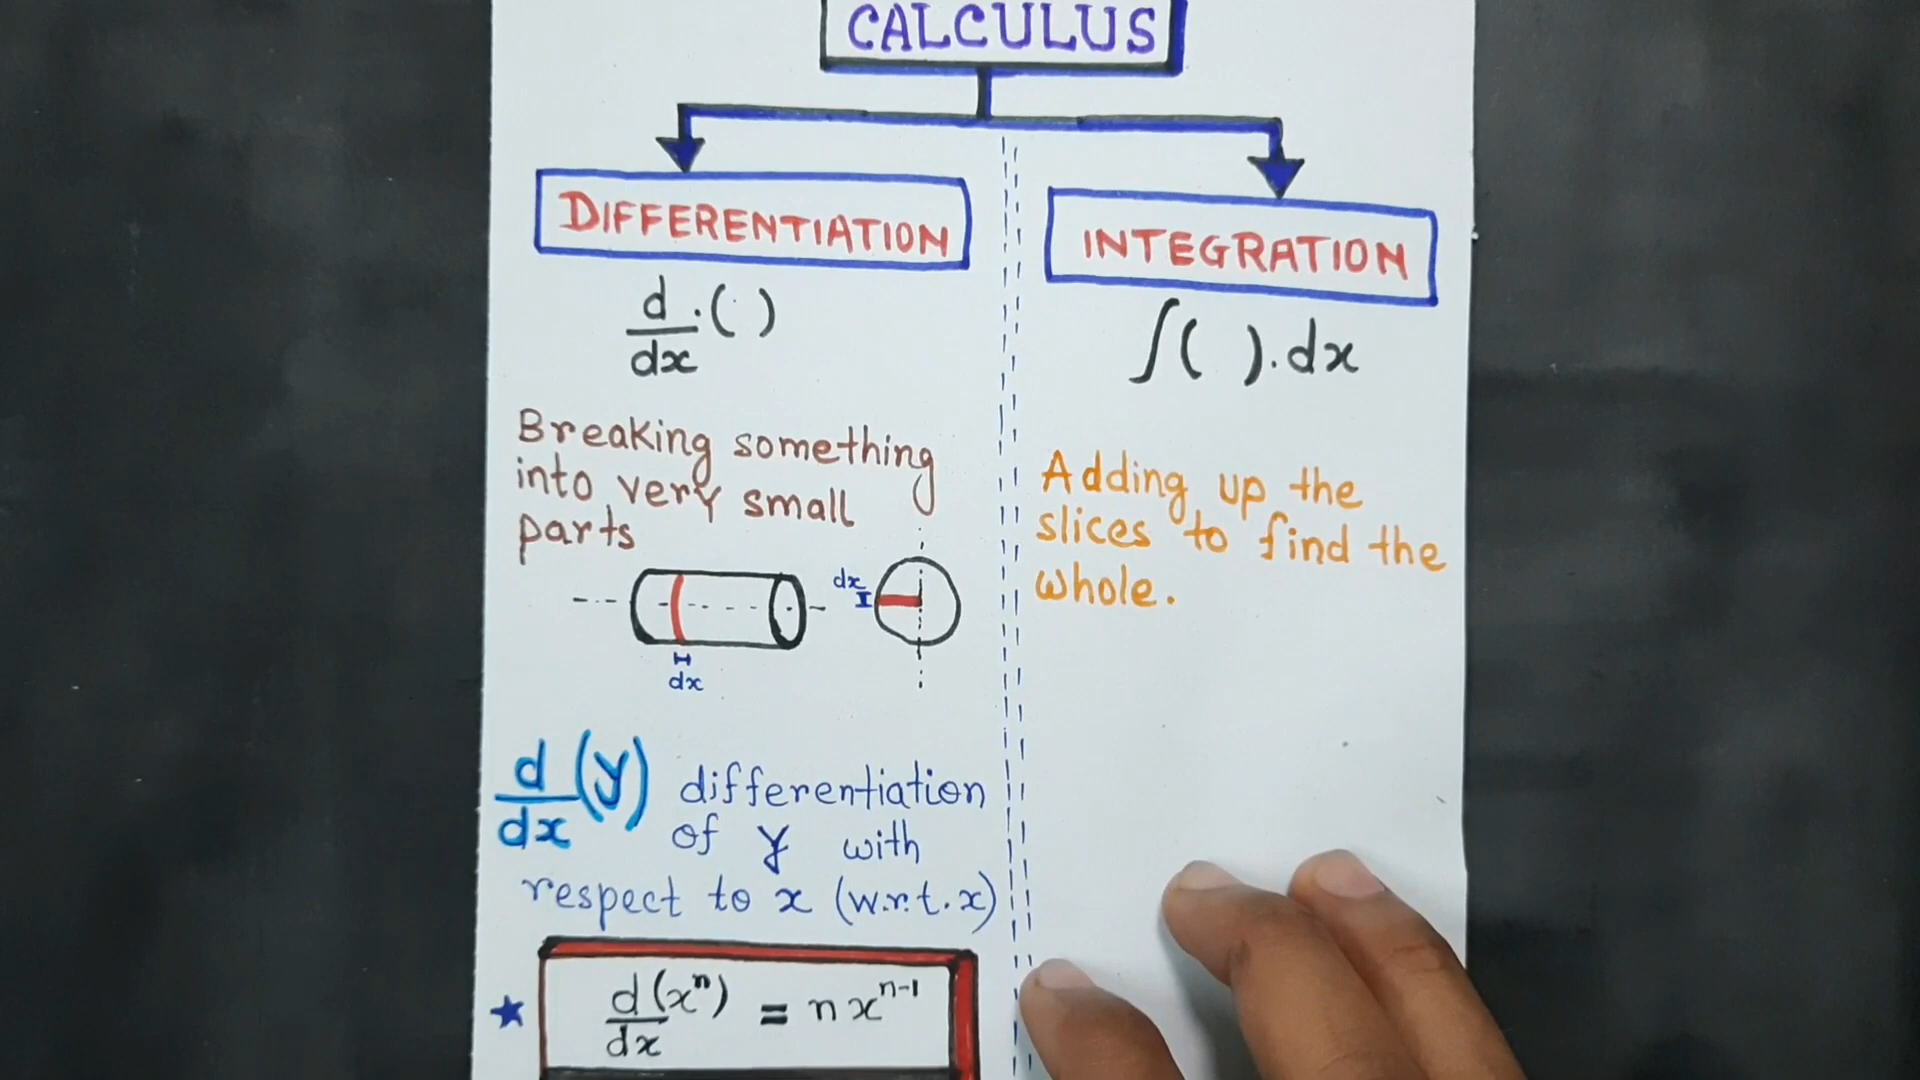 CALCULUS
DIFFERENTIATION
d/dx .( )
Breaking something
into very small
parts
dx
dx
d/dx (y) differentiation
of y with
respect to x (w.r.t. x)
★ d/dx (xⁿ) = n xⁿ⁻¹
INTEGRATION
∫( ).dx
Adding up the
slices to find the
whole.